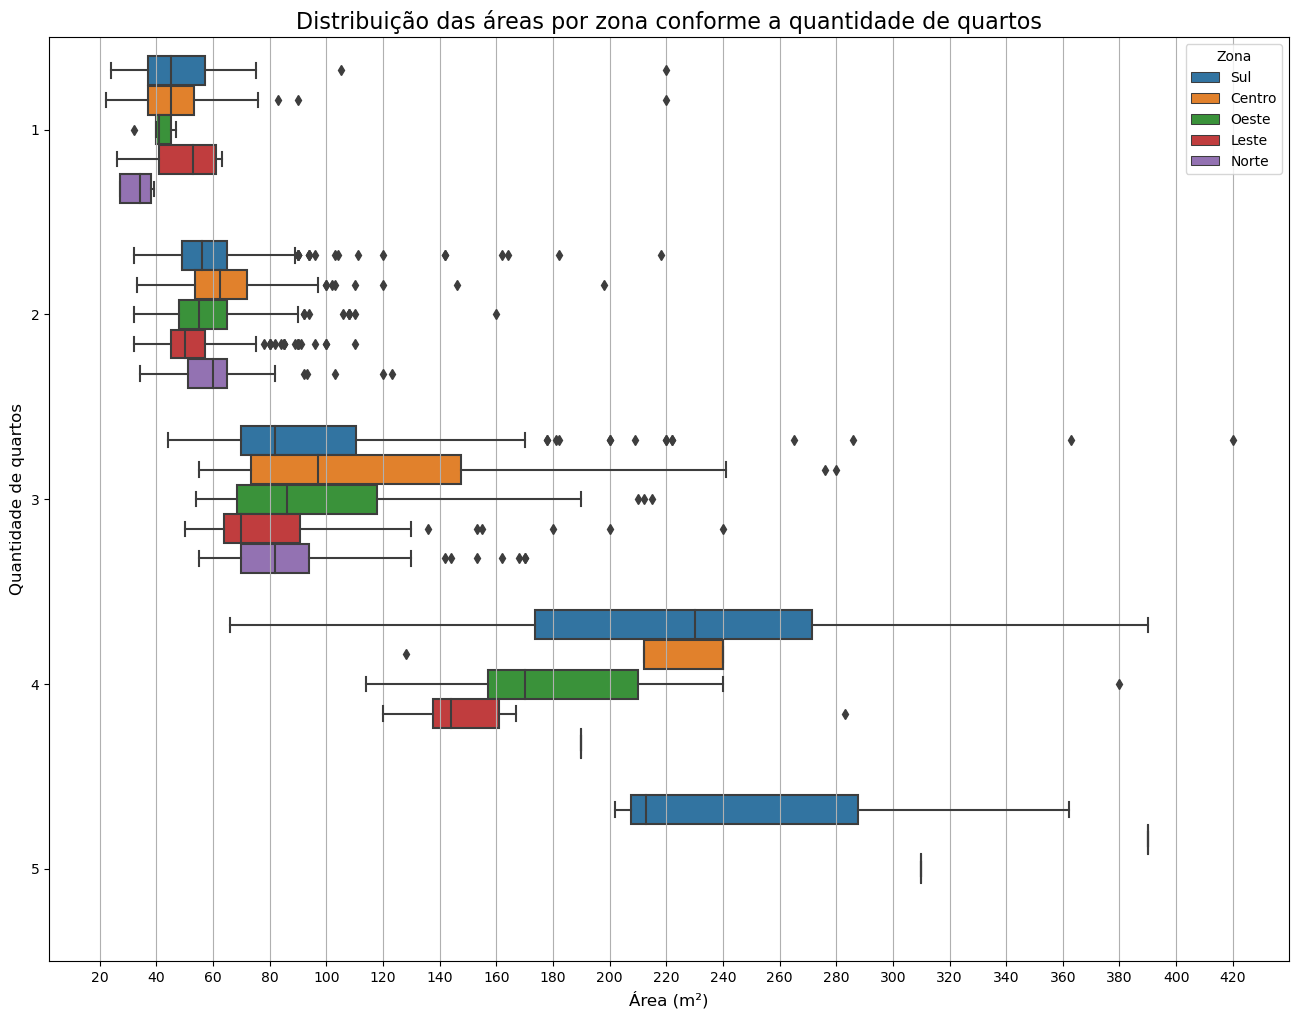 Distribuição das áreas por zona conforme a quantidade de quartos
Zona
Sul
Centro
Oeste
Leste
Norte
Quantidade de quartos
1
2
3
4
5
20 40 60 80 100 120 140 160 180 200 220 240 260 280 300 320 340 360 380 400 420
Área (m²)